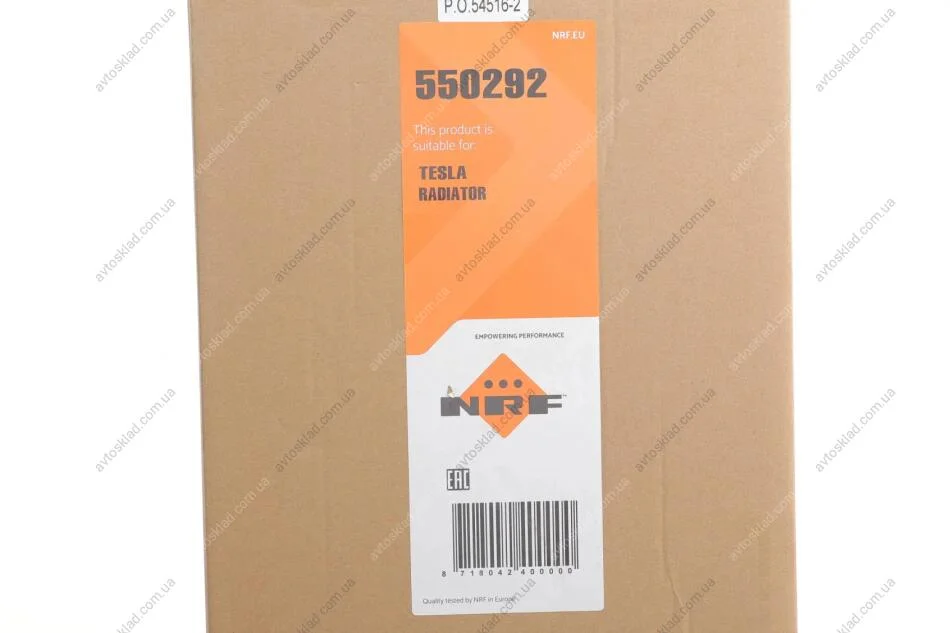 P.O.54516-2
NRF.EU
550292
This product is
suitable for:
TESLA
RADIATOR
EMPOWERING PERFORMANCE
NRF™
EAC
8 718042 400000
Quality tested by NRF in Europe
avtosklad.com.ua